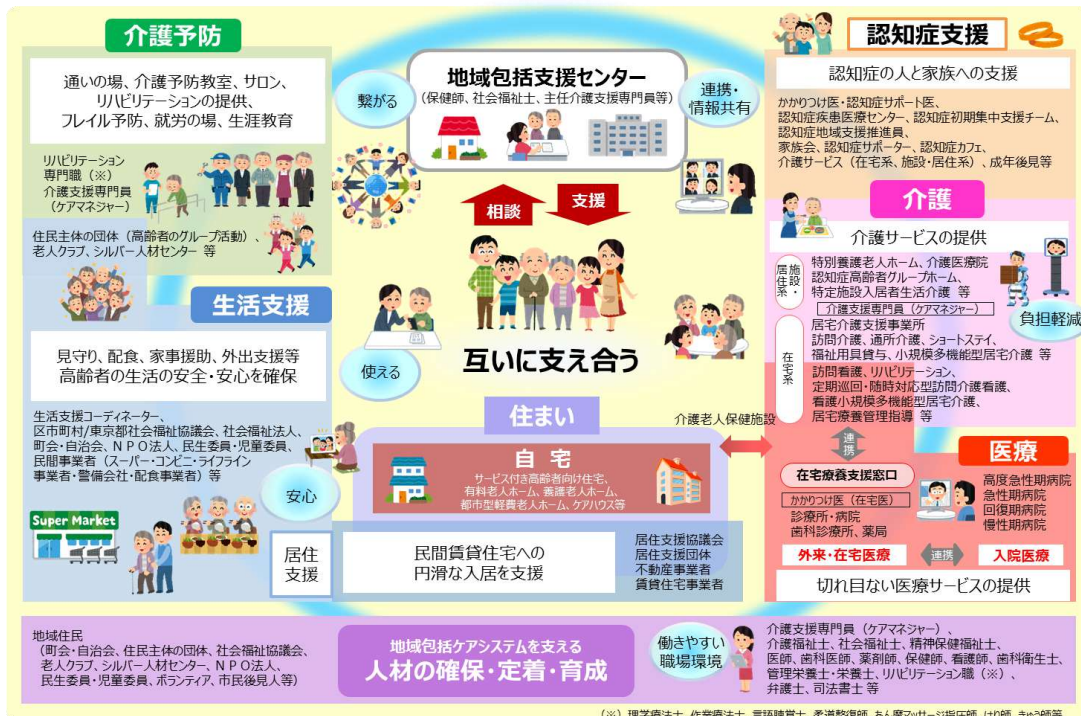 介護予防
通いの場、介護予防教室、サロン、
リハビリテーションの提供、
フレイル予防、就労の場、生涯教育
リハビリテーション
専門職（※）
介護支援専門員
（ケアマネジャー）
住民主体の団体（高齢者のグループ活動）、
老人クラブ、シルバー人材センター 等
生活支援
見守り、配食、家事援助、外出支援等
高齢者の生活の安全・安心を確保
生活支援コーディネーター、
区市町村/東京都社会福祉協議会、社会福祉法人、
町会・自治会、ＮＰＯ法人、民生委員・児童委員、
民間事業者（スーパー・コンビニ・ライフライン
事業者・警備会社・配食事業者）等
Super Market
安心
地域包括支援センター
（保健師、社会福祉士、主任介護支援専門員等）
繋がる
連携・
情報共有
相談
支援
互いに支え合う
使える
住まい
自宅
サービス付き高齢者向け住宅、
有料老人ホーム、養護老人ホーム、
都市型軽費老人ホーム、ケアハウス等
居住
支援
民間賃貸住宅への
円滑な入居を支援
居住支援協議会
居住支援団体
不動産事業者
賃貸住宅事業者
認知症支援
認知症の人と家族への支援
かかりつけ医・認知症サポート医、
認知症疾患医療センター、認知症初期集中支援チーム、
認知症地域支援推進員、
家族会、認知症サポーター、認知症カフェ、
介護サービス（在宅系、施設・居住系）、成年後見等
介護
介護サービスの提供
施設・
居住系
特別養護老人ホーム、介護医療院
認知症高齢者グループホーム、
特定施設入居者生活介護 等
介護支援専門員（ケアマネジャー）
負担軽減
在宅系
居宅介護支援事業所
訪問介護、通所介護、ショートステイ、
福祉用具貸与、小規模多機能型居宅介護 等
訪問看護、リハビリテーション、
定期巡回・随時対応型訪問介護看護、
看護小規模多機能型居宅介護、
居宅療養管理指導 等
介護老人保健施設
連携
医療
在宅療養支援窓口
かかりつけ医（在宅医）
診療所・病院
歯科診療所、薬局
高度急性期病院
急性期病院
回復期病院
慢性期病院
外来・在宅医療
連携
入院医療
切れ目ない医療サービスの提供
地域住民
（町会・自治会、住民主体の団体、社会福祉協議会、
老人クラブ、シルバー人材センター、ＮＰＯ法人、
民生委員・児童委員、ボランティア、市民後見人等）
地域包括ケアシステムを支える
人材の確保・定着・育成
働きやすい
職場環境
介護支援専門員（ケアマネジャー）、
介護福祉士、社会福祉士、精神保健福祉士、
医師、歯科医師、薬剤師、保健師、看護師、歯科衛生士、
管理栄養士・栄養士、リハビリテーション職（※）、
弁護士、司法書士 等
（※）理学療法士、作業療法士、言語聴覚士、柔道整復師、あん摩マッサージ指圧師、はり師、きゅう師等